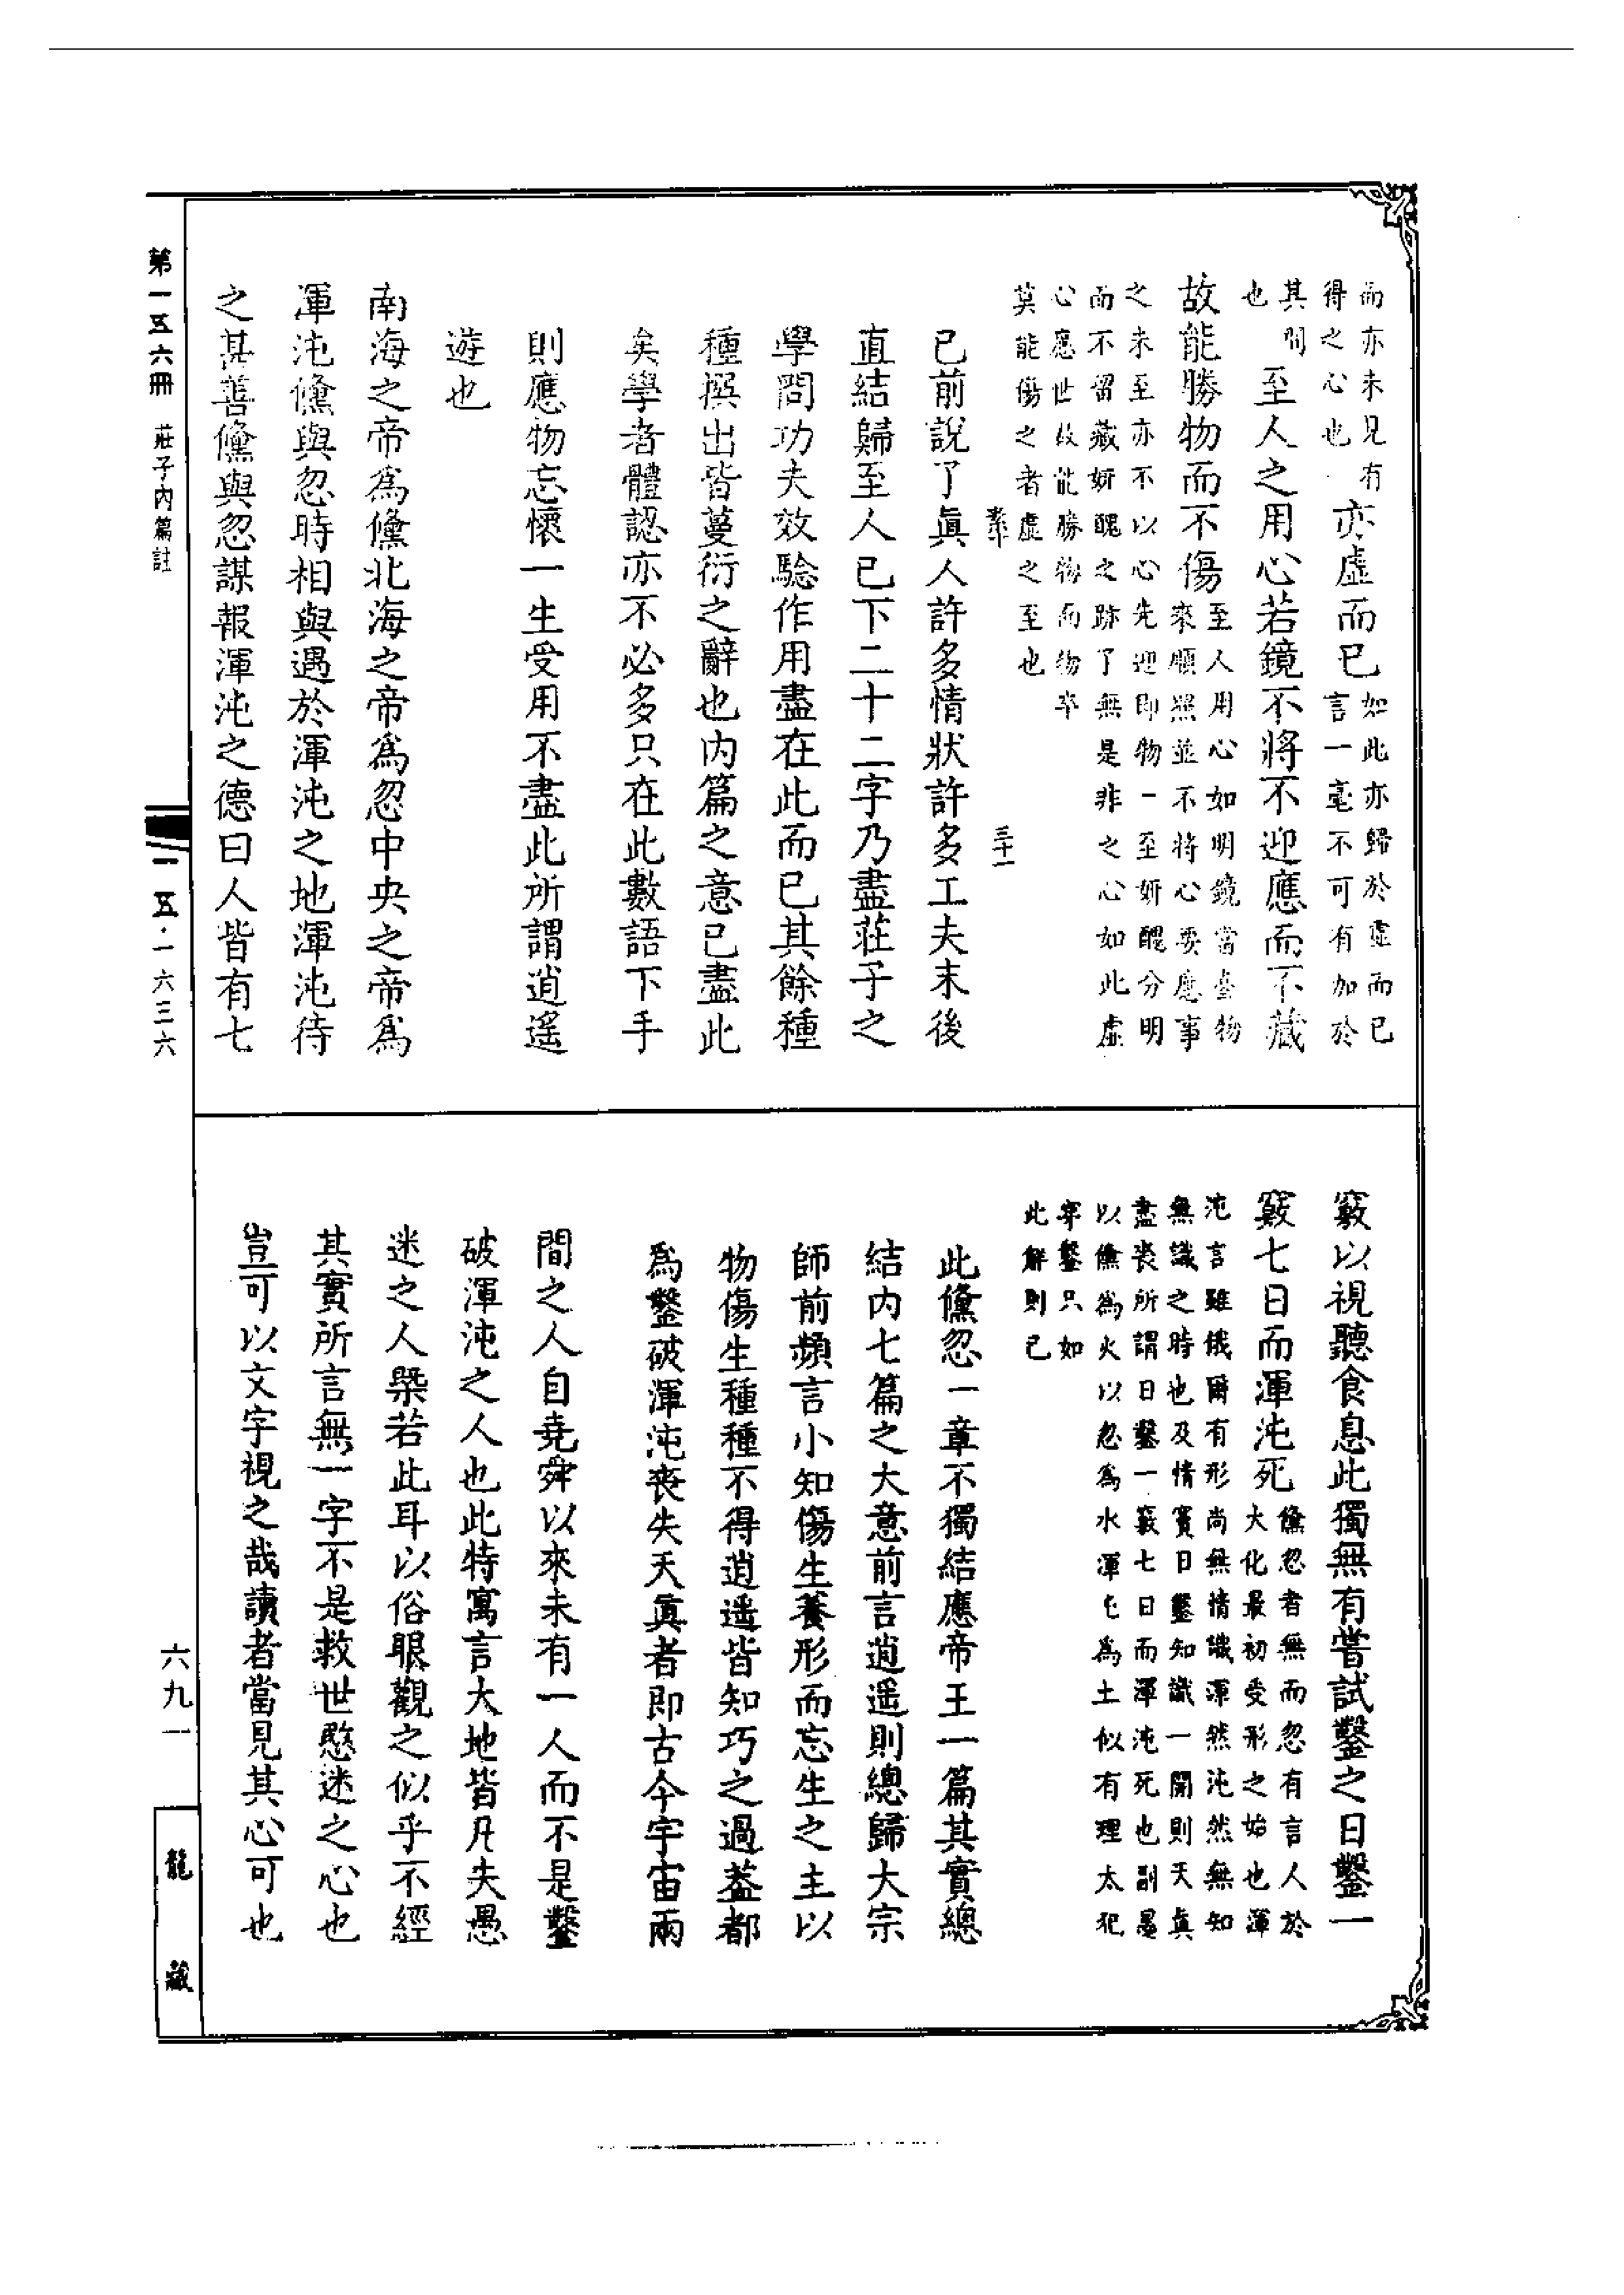 而亦未見有
得之心也
亦虛而已
如此亦歸於虛而已
言一毫不可有加於
其間
也
至人之用心若鏡不將不迎應而不藏
故能勝物而不傷
至人用心如明鏡當臺物
來順照並不將心要應事
之未至亦不以心先迎即物一至妍醜分明
而不留藏妍醜之跡了無是非之心如此虛
心應世故能勝物而物卒
莫能傷之者虛之至也
三十一
已前說了眞人許多情狀許多工夫末後
直結歸至人已下二十二字乃盡莊子之
學問功夫效驗作用盡在此而已其餘種
種撰出皆蔓衍之辭也內篇之意已盡此
矣學者體認亦不必多只在此數語下手
則應物忘懷一生受用不盡此所謂逍遙
遊也
南海之帝爲儵北海之帝爲忽中央之帝爲
渾沌儵與忽時相與遇於渾沌之地渾沌待
之甚善儵與忽謀報渾沌之德曰人皆有七
竅以視聽食息此獨無有嘗試鑿之日鑿一
竅七日而渾沌死
儵忽者無而忽有言人於
大化最初受形之始也渾
沌言雖俄爾有形尚無情識渾然沌然無知
無識之時也及情竇日鑿知識一開則天眞
盡喪所謂日鑿一竅七日而渾沌死也副墨
以儵爲火以忽爲水渾沌爲土似有理太犯
穿鑿只如
此解則已
此儵忽一章不獨結應帝王一篇其實總
結內七篇之大意前言逍遙則總歸大宗
師前頻言小知傷生養形而忘生之主以
物傷生種種不得逍遙皆知巧之過葢都
爲鑿破渾沌喪失天眞者即古今宇宙兩
間之人自堯舜以來未有一人而不是鑿
破渾沌之人也此特寓言大地皆凡夫愚
迷之人槩若此耳以俗眼觀之似乎不經
其實所言無一字不是救世愍迷之心也
豈可以文字視之哉讀者當見其心可也
第一五六冊 莊子內篇註
一五·一六三六
六九一
龍藏